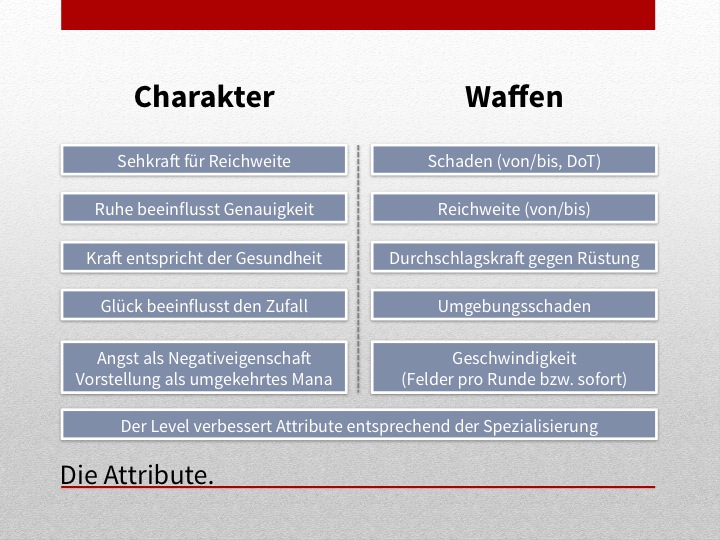 Charakter
Waffen
Sehkraft für Reichweite
Schaden (von/bis, DoT)
Ruhe beeinflusst Genauigkeit
Reichweite (von/bis)
Kraft entspricht der Gesundheit
Durchschlagskraft gegen Rüstung
Glück beeinflusst den Zufall
Umgebungsschaden
Angst als Negativeigenschaft
Vorstellung als umgekehrtes Mana
Geschwindigkeit
(Felder pro Runde bzw. sofort)
Der Level verbessert Attribute entsprechend der Spezialisierung
Die Attribute.